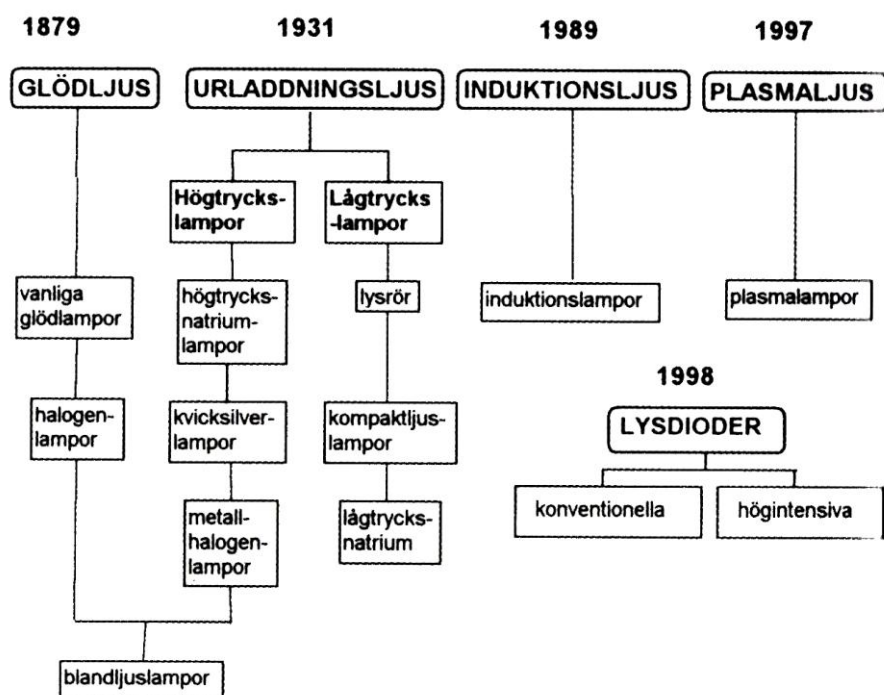 1879
1931
1989
1997
GLÖDLJUS
URLADDNINGSLJUS
INDUKTIONSLJUS
PLASMALJUS
Högtrycks-
lampor
Lågtrycks
-lampor
vanliga
glödlampor
högtrycks-
natrium-
lampor
lysrör
induktionslampor
plasmalampor
1998
halogen-
lampor
kvicksilver-
lampor
kompaktljus-
lampor
LYSDIODER
metall-
halogen-
lampor
lågtrycks-
natrium
konventionella
högintensiva
blandljuslampor